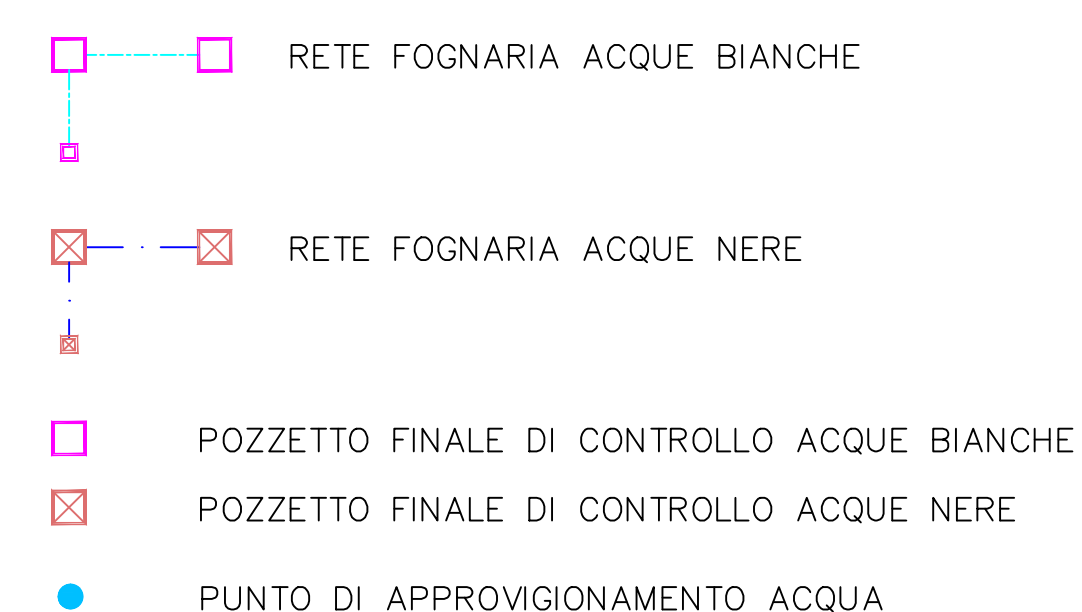 RETE FOGNARIA ACQUE BIANCHE
RETE FOGNARIA ACQUE NERE
POZZETTO FINALE DI CONTROLLO ACQUE BIANCHE
POZZETTO FINALE DI CONTROLLO ACQUE NERE
PUNTO DI APPROVIGIONAMENTO ACQUA